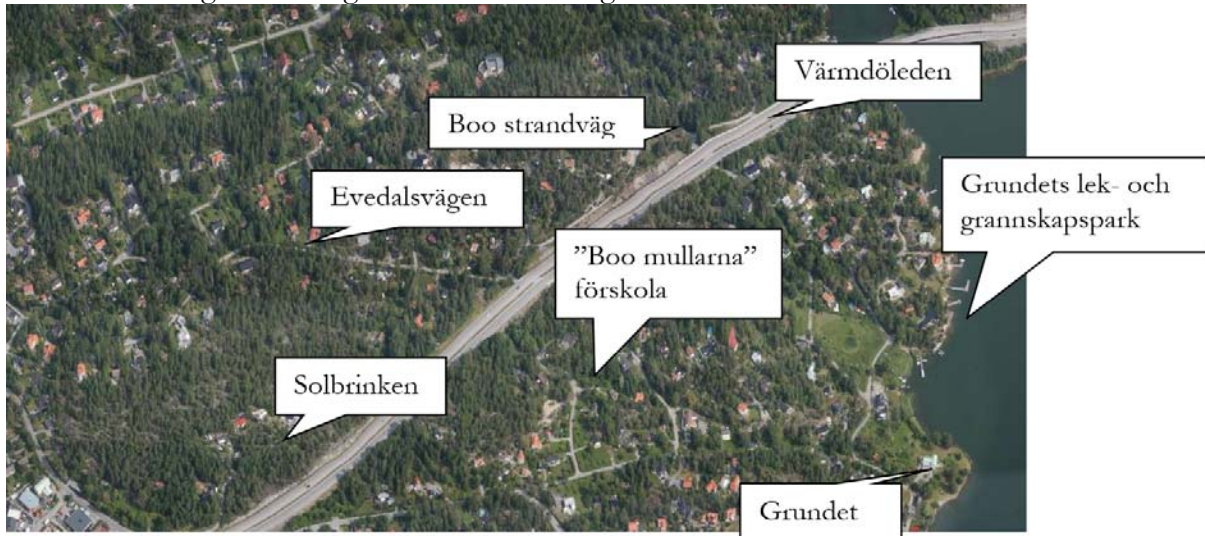 Värmdöleden
Boo strandväg
Grundets lek- och
grannskapspark
Evedalsvägen
”Boo mullarna”
förskola
Solbrinken
Grundet